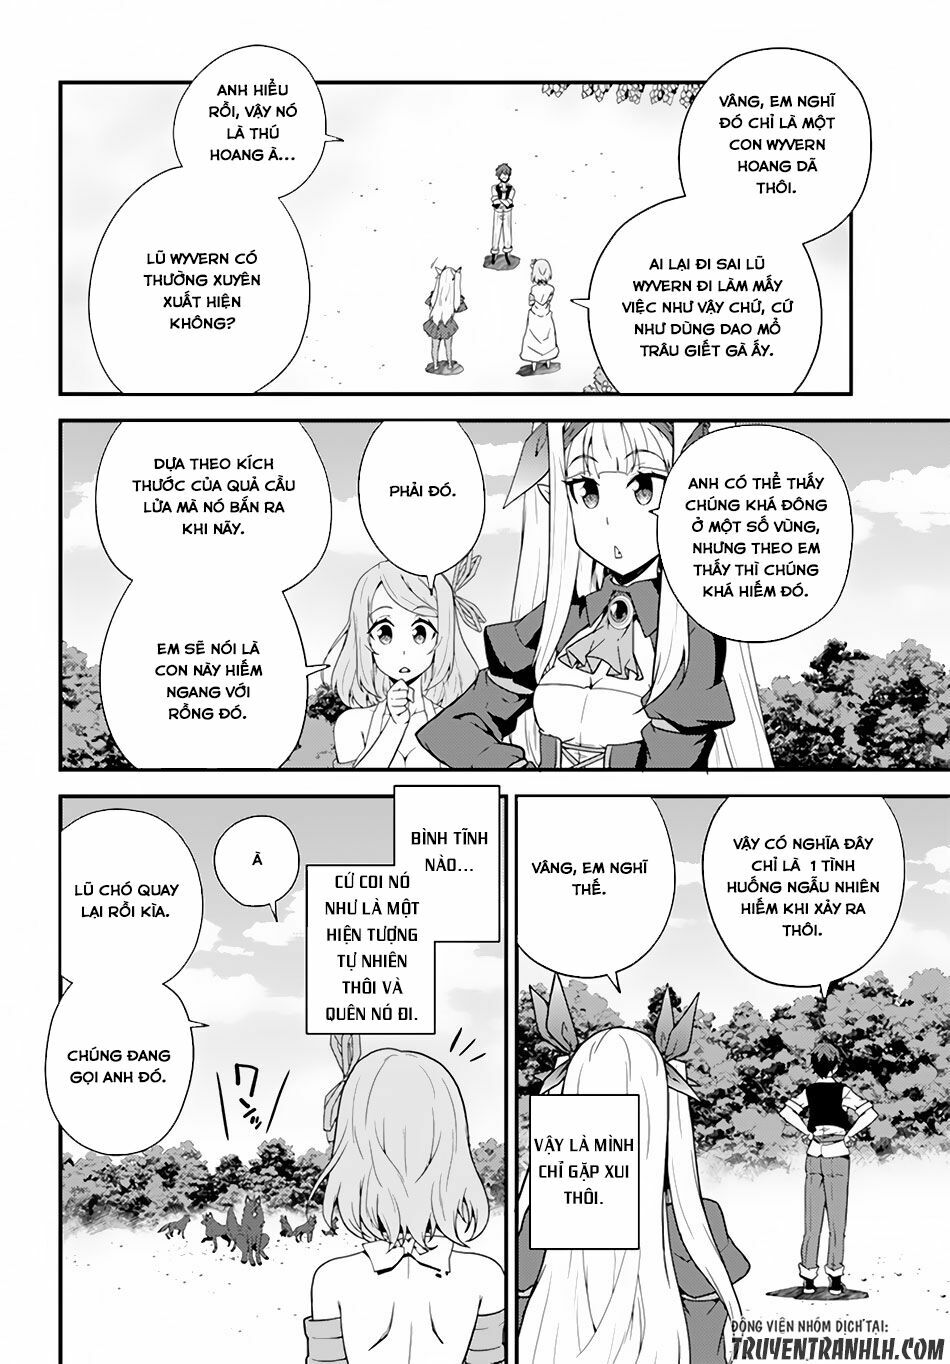 VÂNG, EM NGHĨ
ĐÓ CHỈ LÀ MỘT
CON WYVERN
HOANG DÃ
THÔI.
AI LẠI ĐI SAI LŨ
WYVERN ĐI LÀM MẤY
VIỆC NHƯ VẬY CHỨ, CỨ
NHƯ DÙNG DAO MỔ
TRÂU GIẾT GÀ ẤY.
ANH HIỂU
RỒI, VẬY NÓ
LÀ THÚ
HOANG À...
LŨ WYVERN CÓ
THƯỜNG XUYÊN
XUẤT HIỆN
KHÔNG?
ANH CÓ THỂ THẤY
CHÚNG KHÁ ĐÔNG
Ở MỘT SỐ VÙNG,
NHƯNG THEO EM
THẤY THÌ CHÚNG
KHÁ HIẾM ĐÓ.
PHẢI ĐÓ.
DỰA THEO KÍCH
THƯỚC CỦA QUẢ CẦU
LỬA MÀ NÓ BẮN RA
KHI NÃY.
EM SẼ NÓI LÀ
CON NÀY HIẾM
NGANG VỚI
RỒNG ĐÓ.
VẬY CÓ NGHĨA ĐÂY
CHỈ LÀ 1 TÌNH
HUỐNG NGẪU NHIÊN
HIẾM KHI XẢY RA
THÔI.
VÂNG, EM NGHĨ
THẾ.
VẬY LÀ MÌNH
CHỈ GẶP XUI
THÔI.
BÌNH TĨNH
NÀO...
CỨ COI NÓ
NHƯ LÀ MỘT
HIỆN TƯỢNG
TỰ NHIÊN
THÔI VÀ
QUÊN NÓ ĐI.
À
LŨ CHÓ QUAY
LẠI RỒI KÌA.
CHÚNG ĐANG
GỌI ANH ĐÓ.
ワン
ĐỘNG VIÊN NHÓM DỊCH TẠI:
TRUYENTRANHLH.COM